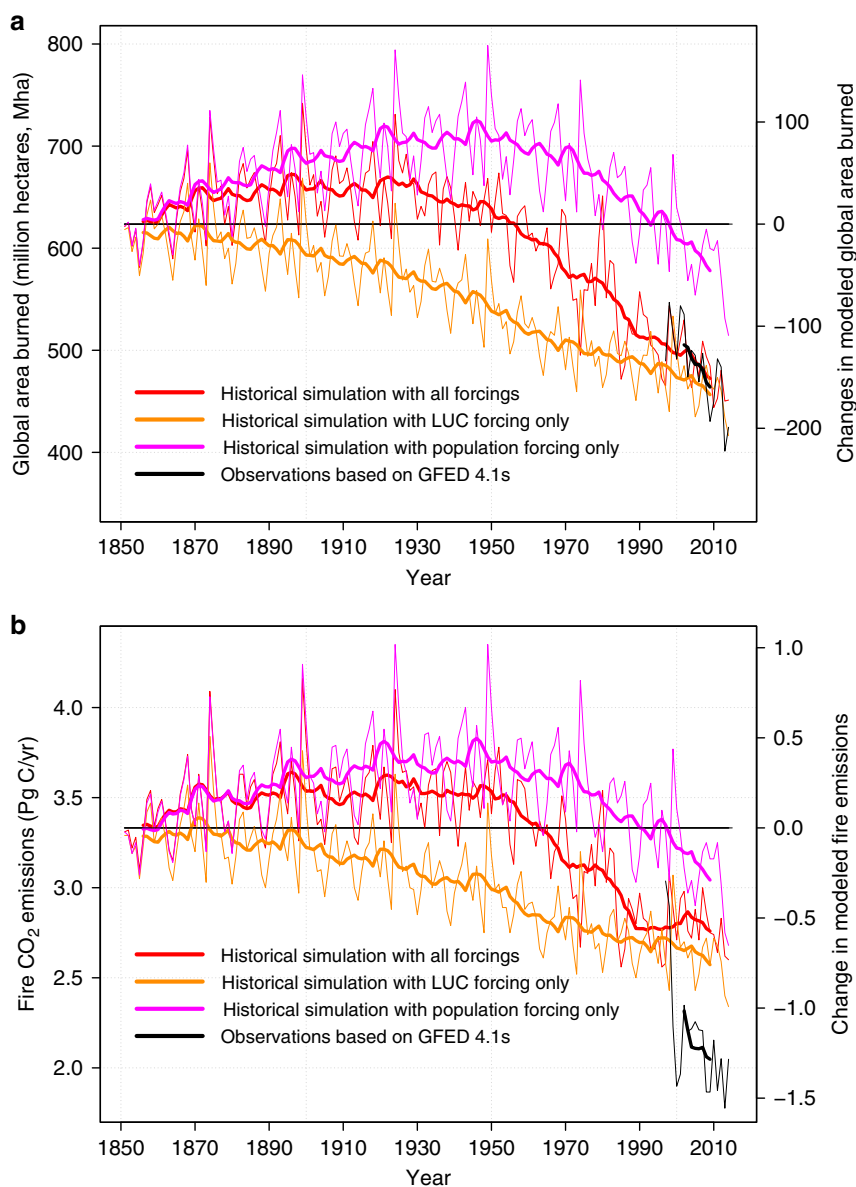 a
Global area burned (million hectares, Mha)
800
700
600
500
400
Changes in modeled global area burned
100
0
−100
−200
Historical simulation with all forcings
Historical simulation with LUC forcing only
Historical simulation with population forcing only
Observations based on GFED 4.1s
1850 1870 1890 1910 1930 1950 1970 1990 2010
Year
b
Fire CO2 emissions (Pg C/yr)
4.0
3.5
3.0
2.5
2.0
Change in modeled fire emissions
1.0
0.5
0.0
−0.5
−1.0
−1.5
Historical simulation with all forcings
Historical simulation with LUC forcing only
Historical simulation with population forcing only
Observations based on GFED 4.1s
1850 1870 1890 1910 1930 1950 1970 1990 2010
Year